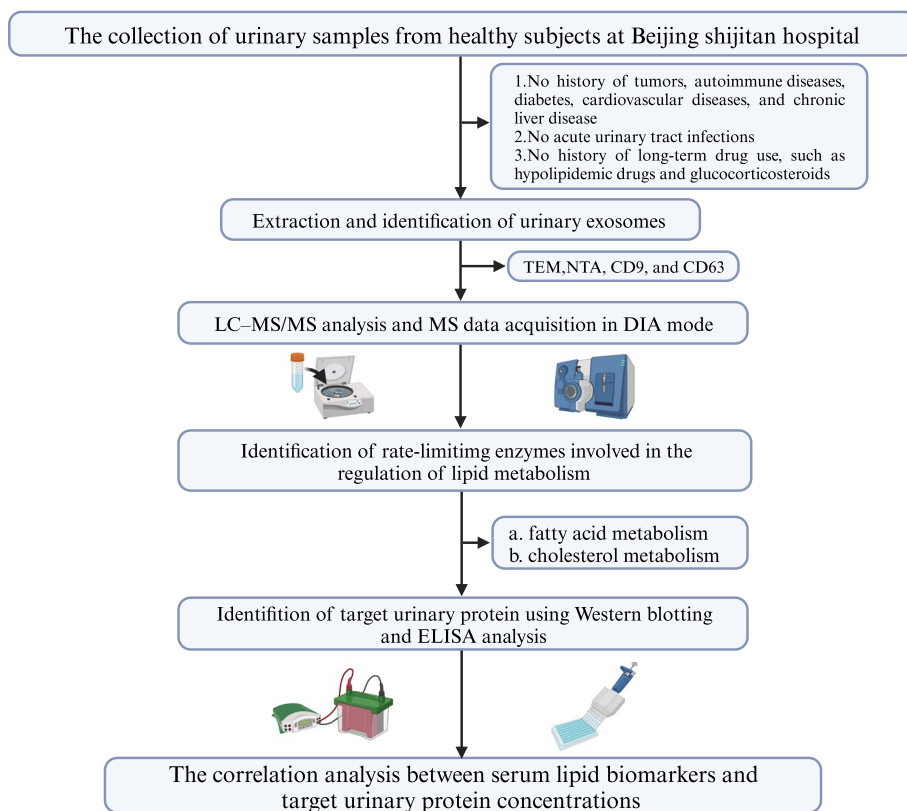 The collection of urinary samples from healthy subjects at Beijing shijitan hospital
1.No history of tumors, autoimmune diseases,
diabetes, cardiovascular diseases, and chronic
liver disease
2.No acute urinary tract infections
3.No history of long-term drug use, such as
hypolipidemic drugs and glucocorticosteroids
Extraction and identification of urinary exosomes
TEM,NTA, CD9, and CD63
LC–MS/MS analysis and MS data acquisition in DIA mode
Identification of rate-limitimg enzymes involved in the
regulation of lipid metabolism
a. fatty acid metabolism
b. cholesterol metabolism
Identifition of target urinary protein using Western blotting
and ELISA analysis
The correlation analysis between serum lipid biomarkers and
target urinary protein concentrations